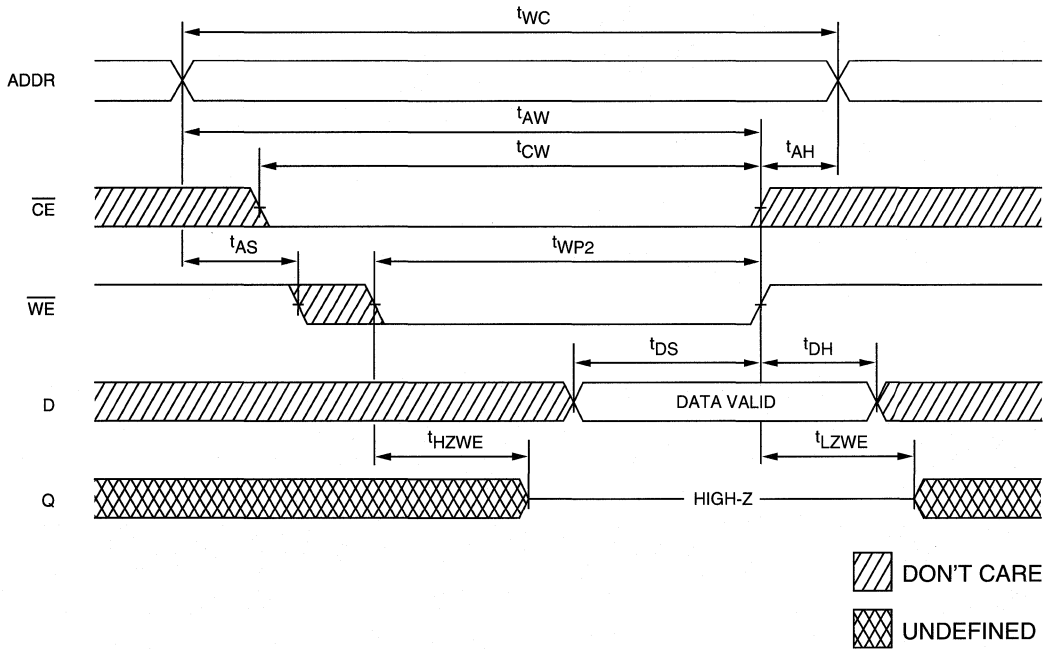 tWC
ADDR
tAW
tCW
tAH
CE
tAS
tWP2
WE
tDS
tDH
D
DATA VALID
tHZWE
tLZWE
Q
HIGH-Z
DON'T CARE
UNDEFINED